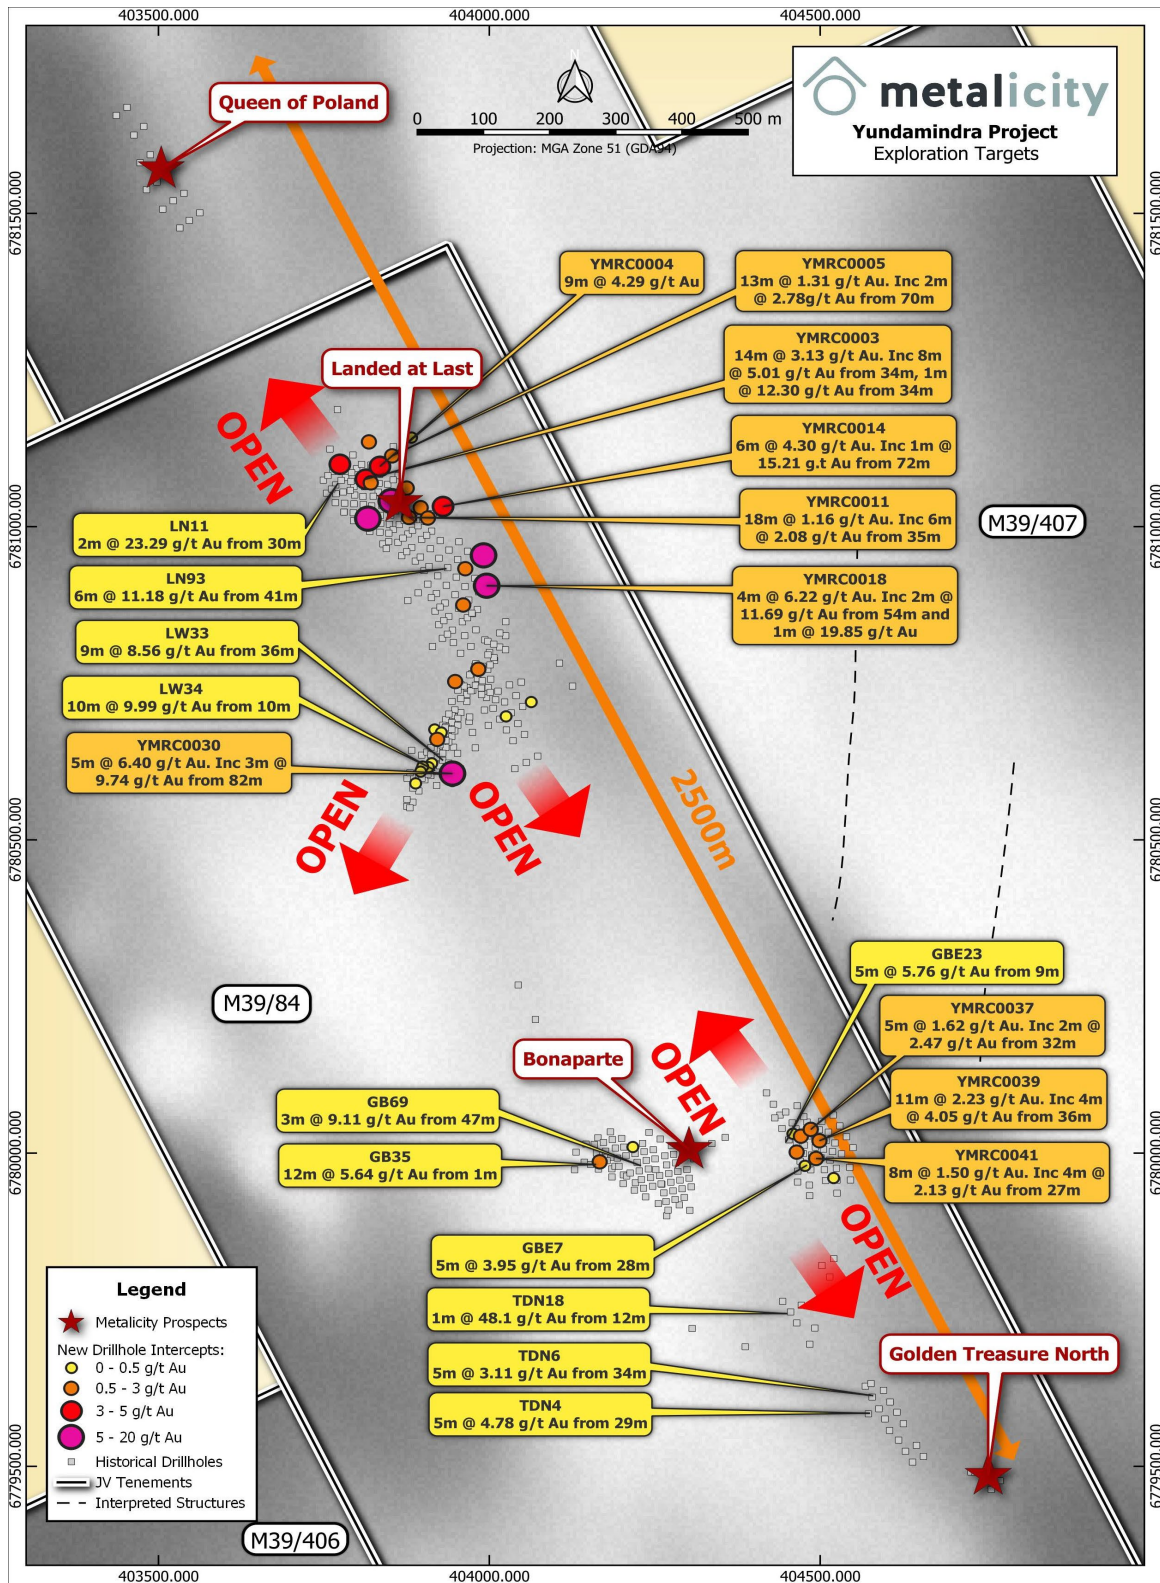 403500.000
404000.000
404500.000
Queen of Poland
N
0 100 200 300 400 500 m
Projection: MGA Zone 51 (GDA94)
metalicity
Yundamindra Project
Exploration Targets
6781500.000
6781500.000
YMRC0004
9m @ 4.29 g/t Au
YMRC0005
13m @ 1.31 g/t Au. Inc 2m
@ 2.78g/t Au from 70m
Landed at Last
YMRC0003
14m @ 3.13 g/t Au. Inc 8m
@ 5.01 g/t Au from 34m, 1m
@ 12.30 g/t Au from 34m
OPEN
YMRC0014
6m @ 4.30 g/t Au. Inc 1m @
15.21 g.t Au from 72m
6781000.000
6781000.000
LN11
2m @ 23.29 g/t Au from 30m
YMRC0011
18m @ 1.16 g/t Au. Inc 6m
@ 2.08 g/t Au from 35m
M39/407
LN93
6m @ 11.18 g/t Au from 41m
YMRC0018
4m @ 6.22 g/t Au. Inc 2m @
11.69 g/t Au from 54m and
1m @ 19.85 g/t Au
LW33
9m @ 8.56 g/t Au from 36m
LW34
10m @ 9.99 g/t Au from 10m
YMRC0030
5m @ 6.40 g/t Au. Inc 3m @
9.74 g/t Au from 82m
OPEN
OPEN
2500m
6780500.000
6780500.000
GBE23
5m @ 5.76 g/t Au from 9m
M39/84
YMRC0037
5m @ 1.62 g/t Au. Inc 2m @
2.47 g/t Au from 32m
Bonaparte
OPEN
YMRC0039
11m @ 2.23 g/t Au. Inc 4m
@ 4.05 g/t Au from 36m
GB69
3m @ 9.11 g/t Au from 47m
6780000.000
6780000.000
GB35
12m @ 5.64 g/t Au from 1m
YMRC0041
8m @ 1.50 g/t Au. Inc 4m @
2.13 g/t Au from 27m
GBE7
5m @ 3.95 g/t Au from 28m
OPEN
TDN18
1m @ 48.1 g/t Au from 12m
TDN6
5m @ 3.11 g/t Au from 34m
Golden Treasure North
TDN4
5m @ 4.78 g/t Au from 29m
Legend
Metalicity Prospects
New Drillhole Intercepts:
0 - 0.5 g/t Au
0.5 - 3 g/t Au
3 - 5 g/t Au
5 - 20 g/t Au
Historical Drillholes
JV Tenements
Interpreted Structures
6779500.000
6779500.000
M39/406
403500.000
404000.000
404500.000